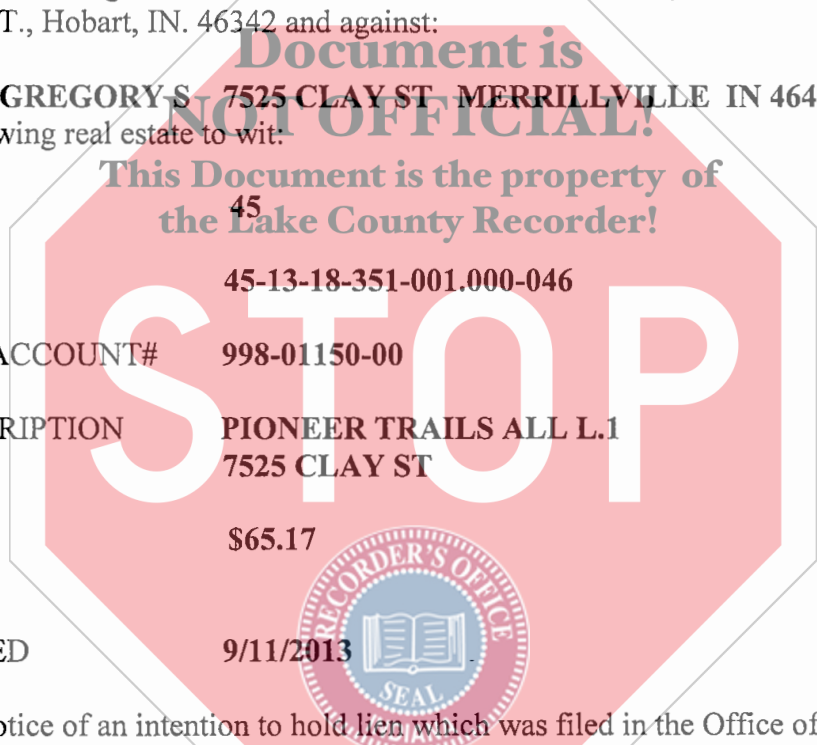 T., Hobart, IN. 46342 and against:
Document is
GREGORY S 7525 CLAY ST MERRILLVILLE IN 464
NOT OFFICIAL!
wing real estate to wit:
This Document is the property of
45
the Lake County Recorder!
45-13-18-351-001.000-046
STOP
ACCOUNT# 998-01150-00
RIPTION PIONEER TRAILS ALL L.1
7525 CLAY ST
$65.17
RECORDER'S OFFICE
ED 9/11/2013
SEAL
otice of an intention to hold lien which was filed in the Office of